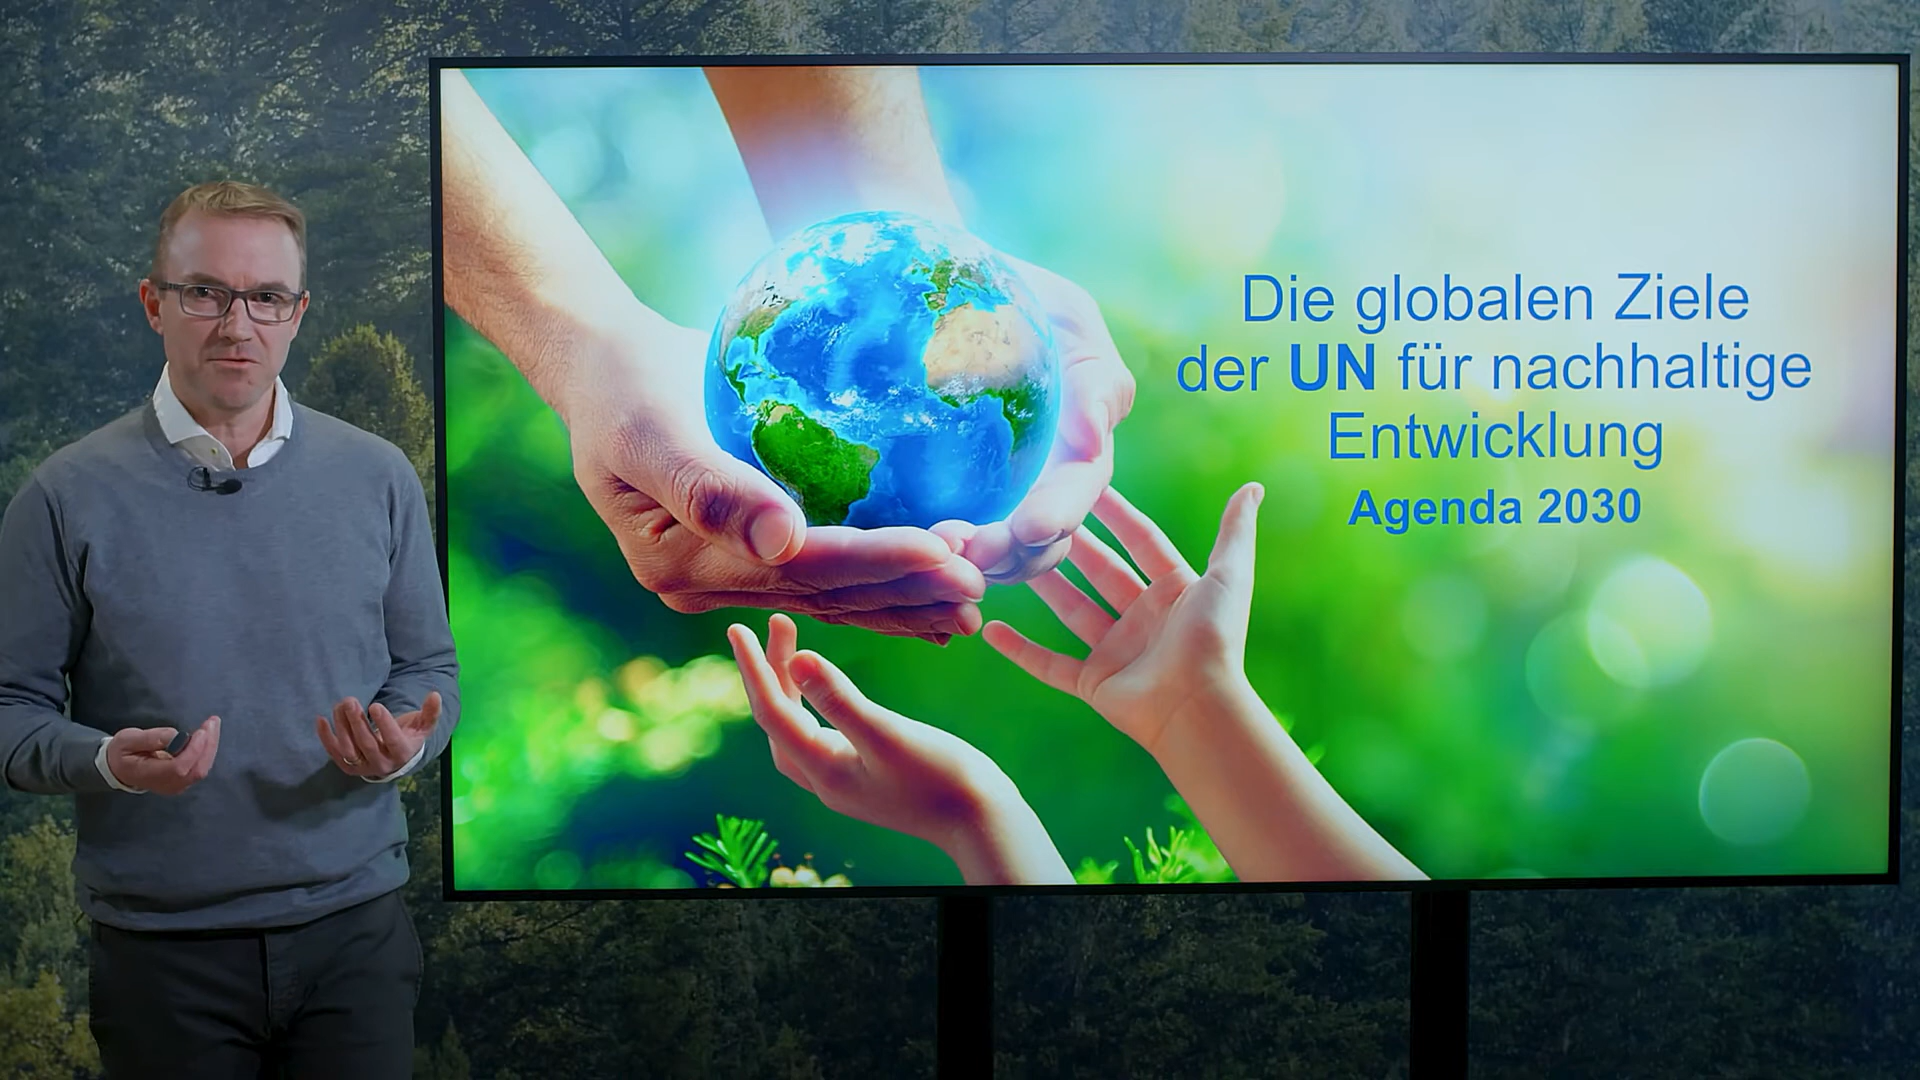 Die globalen Ziele
der UN für nachhaltige
Entwicklung
Agenda 2030